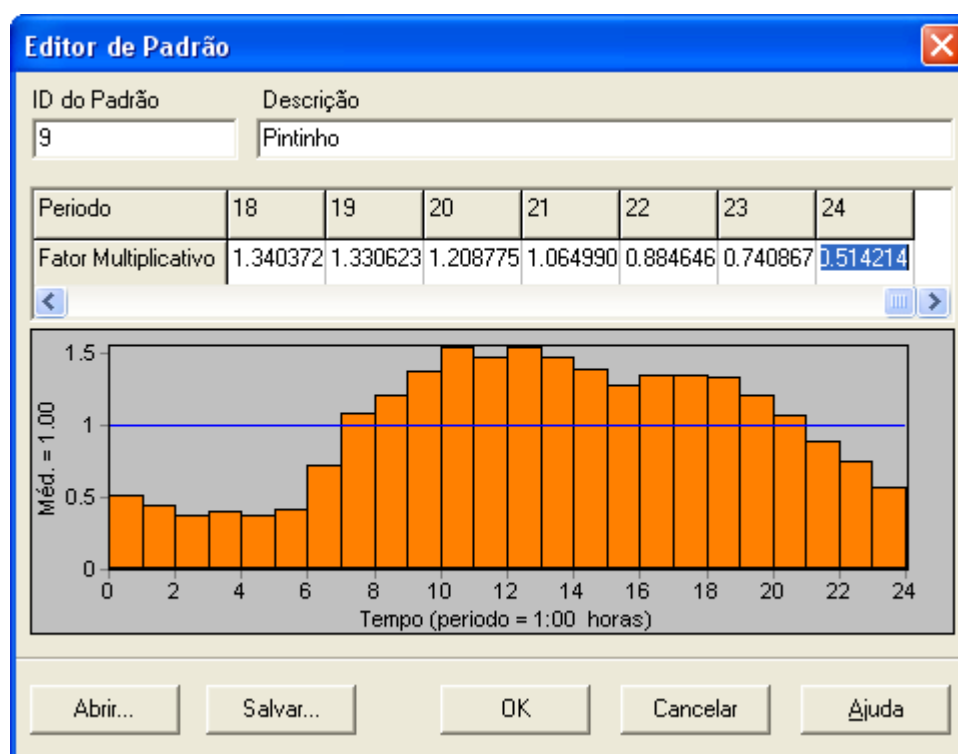 Editor de Padrão
ID do Padrão Descrição
9 Pintinho
Periodo 18 19 20 21 22 23 24
Fator Multiplicativo 1.340372 1.330623 1.208775 1.064990 0.884646 0.740867 0.514214
1.5
1
0.5
0
Méd. = 1.00
0 2 4 6 8 10 12 14 16 18 20 22 24
Tempo (periodo = 1:00 horas)
Abrir... Salvar... OK Cancelar Ajuda